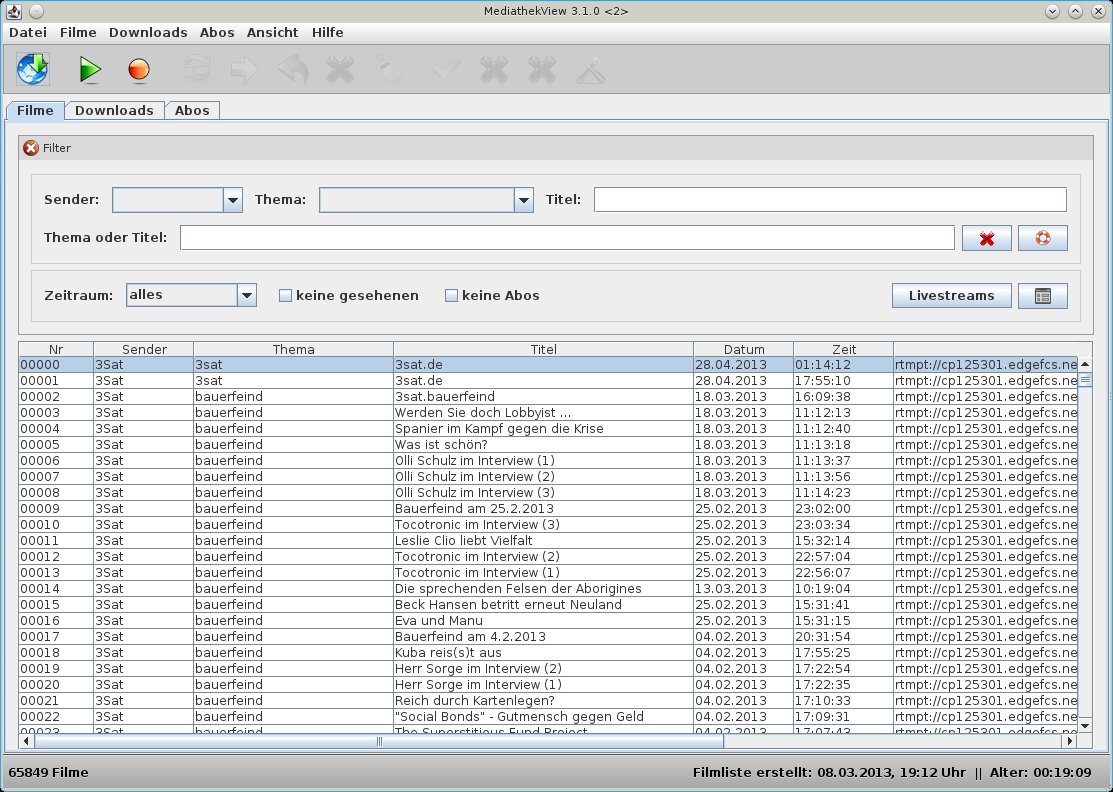 MediathekView 3.1.0 <2>
Datei Filme Downloads Abos Ansicht Hilfe
Filme Downloads Abos
Filter
Sender: Thema: Titel:
Thema oder Titel:
Zeitraum: alles keine gesehenen keine Abos Livestreams
Nr Sender Thema Titel Datum Zeit
00000 3Sat 3sat 3sat.de 28.04.2013 01:14:12 rtmpt://cp125301.edgefcs.ne
00001 3Sat 3sat 3sat.de 28.04.2013 17:55:10 rtmpt://cp125301.edgefcs.ne
00002 3Sat bauerfeind 3sat.bauerfeind 18.03.2013 16:09:38 rtmpt://cp125301.edgefcs.ne
00003 3Sat bauerfeind Werden Sie doch Lobbyist ... 18.03.2013 11:12:13 rtmpt://cp125301.edgefcs.ne
00004 3Sat bauerfeind Spanier im Kampf gegen die Krise 18.03.2013 11:12:40 rtmpt://cp125301.edgefcs.ne
00005 3Sat bauerfeind Was ist schön? 18.03.2013 11:13:18 rtmpt://cp125301.edgefcs.ne
00006 3Sat bauerfeind Olli Schulz im Interview (1) 18.03.2013 11:13:37 rtmpt://cp125301.edgefcs.ne
00007 3Sat bauerfeind Olli Schulz im Interview (2) 18.03.2013 11:13:56 rtmpt://cp125301.edgefcs.ne
00008 3Sat bauerfeind Olli Schulz im Interview (3) 18.03.2013 11:14:23 rtmpt://cp125301.edgefcs.ne
00009 3Sat bauerfeind Bauerfeind am 25.2.2013 25.02.2013 23:02:00 rtmpt://cp125301.edgefcs.ne
00010 3Sat bauerfeind Tocotronic im Interview (3) 25.02.2013 23:03:34 rtmpt://cp125301.edgefcs.ne
00011 3Sat bauerfeind Leslie Clio liebt Vielfalt 25.02.2013 15:32:14 rtmpt://cp125301.edgefcs.ne
00012 3Sat bauerfeind Tocotronic im Interview (2) 25.02.2013 22:57:04 rtmpt://cp125301.edgefcs.ne
00013 3Sat bauerfeind Tocotronic im Interview (1) 25.02.2013 22:56:07 rtmpt://cp125301.edgefcs.ne
00014 3Sat bauerfeind Die sprechenden Felsen der Aborigines 13.03.2013 10:19:04 rtmpt://cp125301.edgefcs.ne
00015 3Sat bauerfeind Beck Hansen betritt erneut Neuland 25.02.2013 15:31:41 rtmpt://cp125301.edgefcs.ne
00016 3Sat bauerfeind Eva und Manu 25.02.2013 15:31:15 rtmpt://cp125301.edgefcs.ne
00017 3Sat bauerfeind Bauerfeind am 4.2.2013 04.02.2013 20:31:54 rtmpt://cp125301.edgefcs.ne
00018 3Sat bauerfeind Kuba reis(s)t aus 04.02.2013 17:55:25 rtmpt://cp125301.edgefcs.ne
00019 3Sat bauerfeind Herr Sorge im Interview (2) 04.02.2013 17:22:54 rtmpt://cp125301.edgefcs.ne
00020 3Sat bauerfeind Herr Sorge im Interview (1) 04.02.2013 17:22:35 rtmpt://cp125301.edgefcs.ne
00021 3Sat bauerfeind Reich durch Kartenlegen? 04.02.2013 17:10:33 rtmpt://cp125301.edgefcs.ne
00022 3Sat bauerfeind "Social Bonds" - Gutmensch gegen Geld 04.02.2013 17:09:31 rtmpt://cp125301.edgefcs.ne
00023 3Sat bauerfeind The Superstitious Fund Project 04.02.2013 17:07:43 rtmpt://cp125301.edgefcs.ne
65849 Filme Filmliste erstellt: 08.03.2013, 19:12 Uhr || Alter: 00:19:09